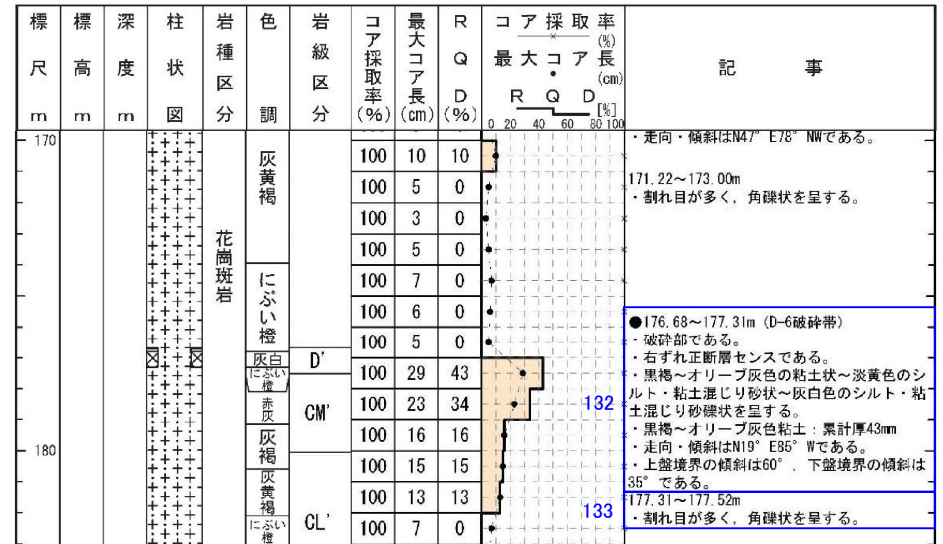 標尺 m
標高 m
深度 m
柱状図
岩種区分
色調
岩級区分
コア採取率(%)
最大コア長(cm)
RQD(%)
コア採取率
(%)
最大コア長
(cm)
RQD
[%]
0 20 40 60 80 100
記事
170
180
花崗斑岩
灰黄褐
にぶい橙
灰白
にぶい橙
赤灰
灰褐
灰黄褐
にぶい橙
D'
CM'
CL'
100 10 10
100 5 0
100 3 0
100 5 0
100 7 0
100 6 0
100 5 0
100 29 43
100 23 34
100 16 16
100 15 15
100 13 13
100 7 0
・走向・傾斜はN47°E78°NWである。
171.22～173.00m
・割れ目が多く，角礫状を呈する。
●176.68～177.31m（D-6破砕帯）
・破砕部である。
・右ずれ正断層センスである。
・黒褐～オリーブ灰色の粘土状～淡黄色のシ
ルト・粘土混じり砂状～灰白色のシルト・粘
土混じり砂礫状を呈する。
・黒褐～オリーブ灰色粘土：累計厚43mm
・走向・傾斜はN19°E85°Wである。
・上盤境界の傾斜は60°，下盤境界の傾斜は
35°である。
132
177.31～177.52m
・割れ目が多く，角礫状を呈する。
133